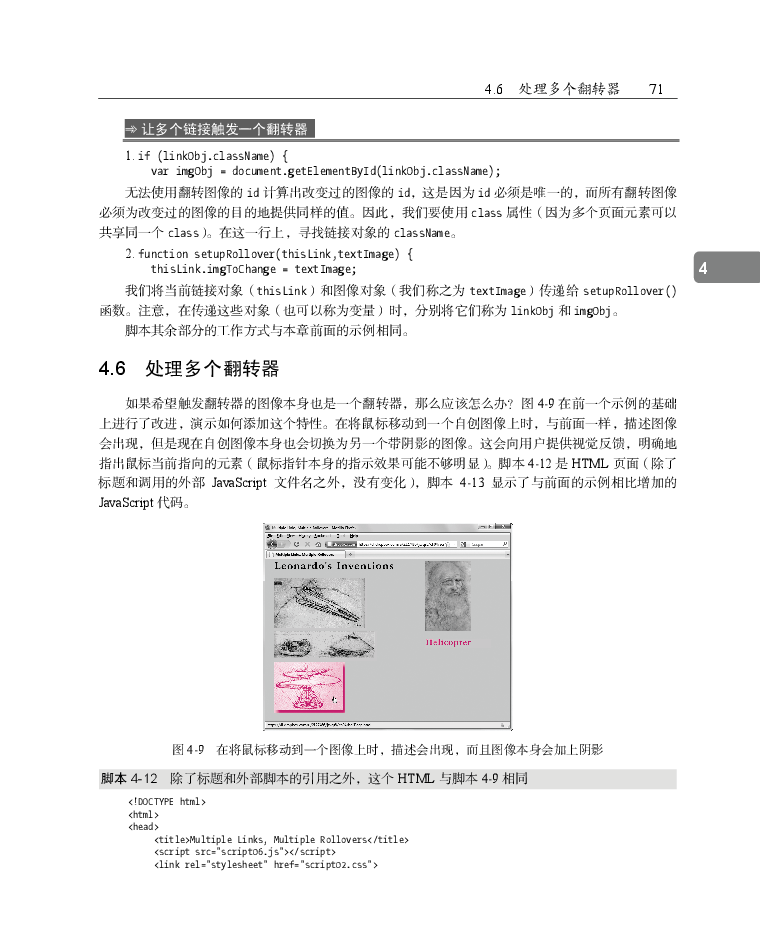 4.6 处理多个翻转器 71
➾ 让多个链接触发一个翻转器
1. if (linkObj.className) {
var imgObj = document.getElementById(linkObj.className);
无法使用翻转图像的 id 计算出改变过的图像的 id，这是因为 id 必须是唯一的，而所有翻转图像
必须为改变过的图像的目的地提供同样的值。因此，我们要使用 class 属性（因为多个页面元素可以
共享同一个 class）。在这一行上，寻找链接对象的 className。
2. function setupRollover(thisLink,textImage) {
thisLink.imgToChange = textImage;
4
我们将当前链接对象（thisLink）和图像对象（我们称之为 textImage）传递给 setupRollover()
函数。注意，在传递这些对象（也可以称为变量）时，分别将它们称为 linkObj 和 imgObj。
脚本其余部分的工作方式与本章前面的示例相同。
4.6 处理多个翻转器
如果希望触发翻转器的图像本身也是一个翻转器，那么应该怎么办？图 4-9 在前一个示例的基础
上进行了改进，演示如何添加这个特性。在将鼠标移动到一个自创图像上时，与前面一样，描述图像
会出现，但是现在自创图像本身也会切换为另一个带阴影的图像。这会向用户提供视觉反馈，明确地
指出鼠标当前指向的元素（鼠标指针本身的指示效果可能不够明显）。脚本 4-12 是 HTML 页面（除了
标题和调用的外部 JavaScript 文件名之外，没有变化），脚本 4-13 显示了与前面的示例相比增加的
JavaScript 代码。
Multiple Links, Multiple Rollovers
Leonardo's Inventions
Helicopter
图 4-9 在将鼠标移动到一个图像上时，描述会出现，而且图像本身会加上阴影
脚本 4-12 除了标题和外部脚本的引用之外，这个 HTML 与脚本 4-9 相同
<!DOCTYPE html>
<html>
<head>
<title>Multiple Links, Multiple Rollovers</title>
<script src="script06.js"></script>
<link rel="stylesheet" href="script02.css">